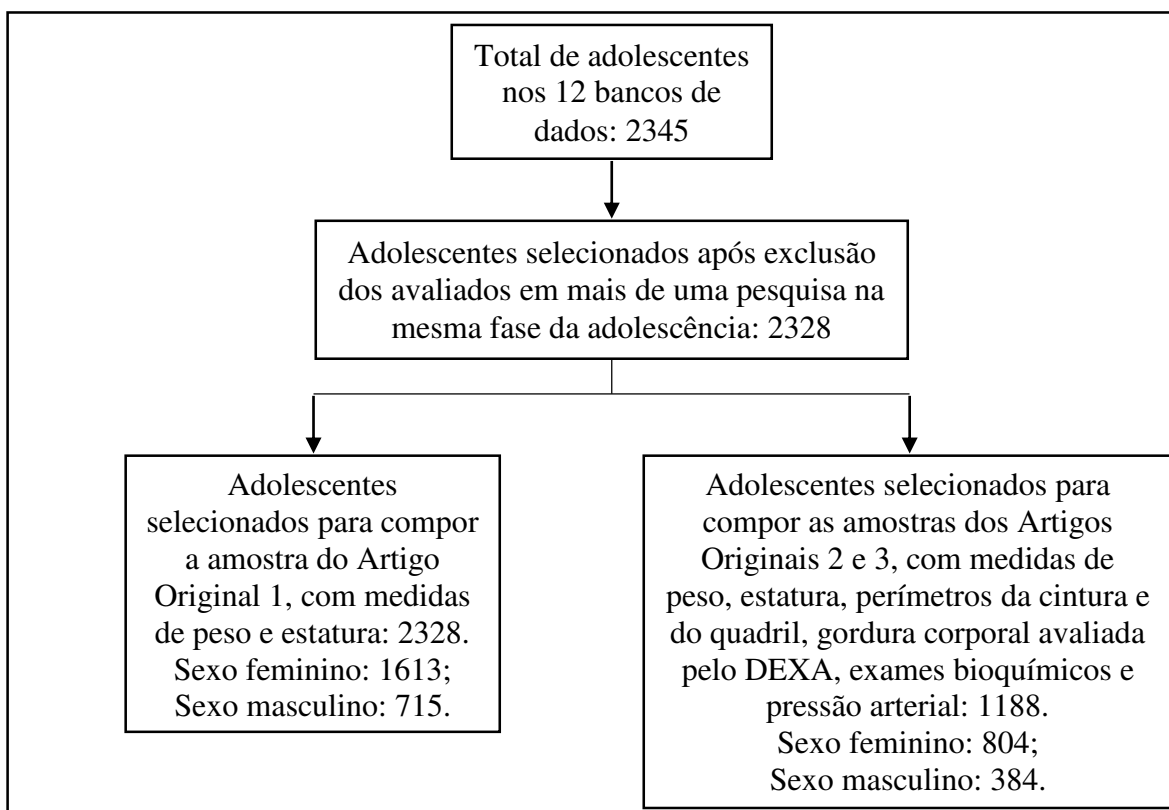 Total de adolescentes
nos 12 bancos de
dados: 2345
Adolescentes selecionados após exclusão
dos avaliados em mais de uma pesquisa na
mesma fase da adolescência: 2328
Adolescentes
selecionados para compor
a amostra do Artigo
Original 1, com medidas
de peso e estatura: 2328.
Sexo feminino: 1613;
Sexo masculino: 715.
Adolescentes selecionados para
compor as amostras dos Artigos
Originais 2 e 3, com medidas de
peso, estatura, perímetros da cintura e
do quadril, gordura corporal avaliada
pelo DEXA, exames bioquímicos e
pressão arterial: 1188.
Sexo feminino: 804;
Sexo masculino: 384.